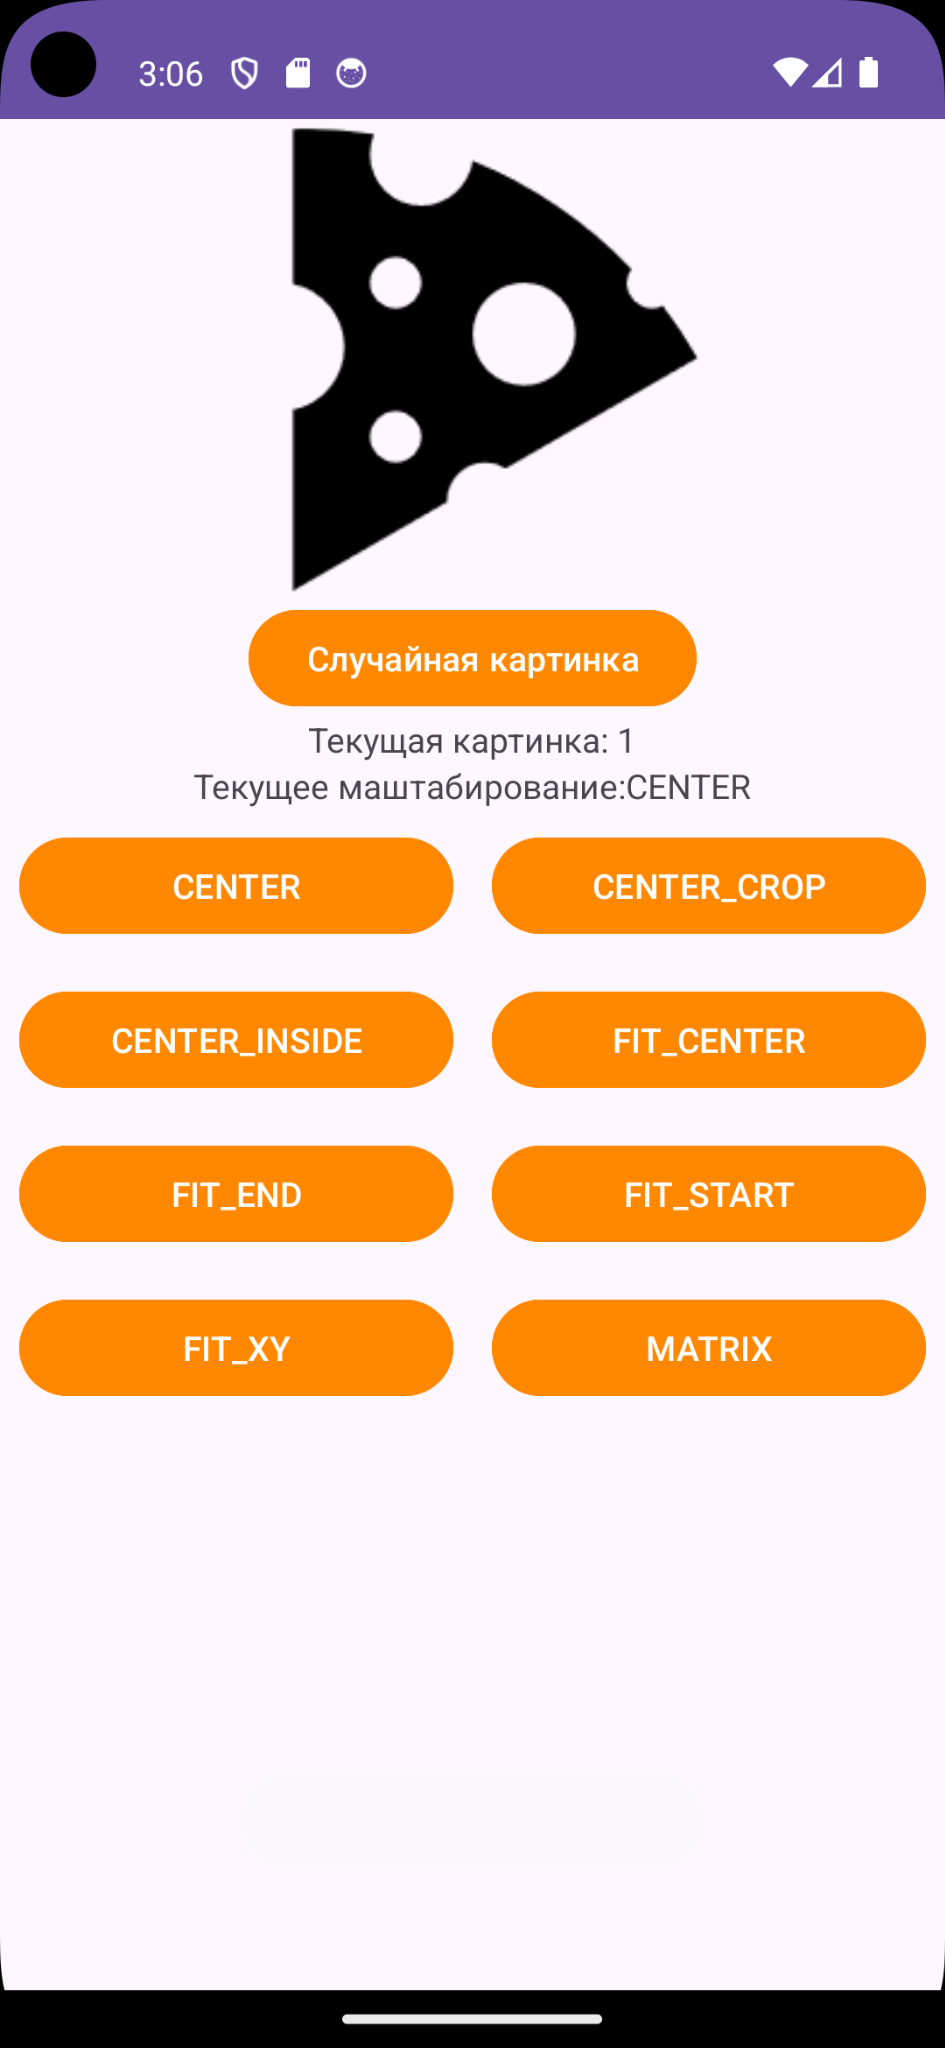 3:06
Случайная картинка
Текущая картинка: 1
Текущее маштабирование:CENTER
CENTER
CENTER_CROP
CENTER_INSIDE
FIT_CENTER
FIT_END
FIT_START
FIT_XY
MATRIX